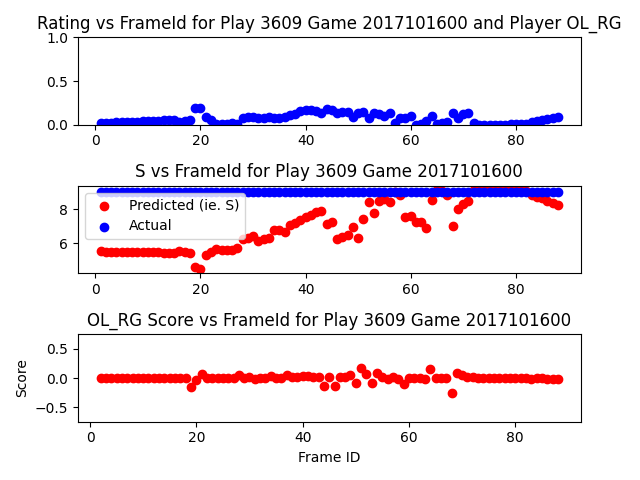 Rating vs FrameId for Play 3609 Game 2017101600 and Player OL_RG
1.0
0.5
0.0
0 20 40 60 80
S vs FrameId for Play 3609 Game 2017101600
8
6
Predicted (ie. S)
Actual
0 20 40 60 80
OL_RG Score vs FrameId for Play 3609 Game 2017101600
Score
0.5
0.0
−0.5
0 20 40 60 80
Frame ID